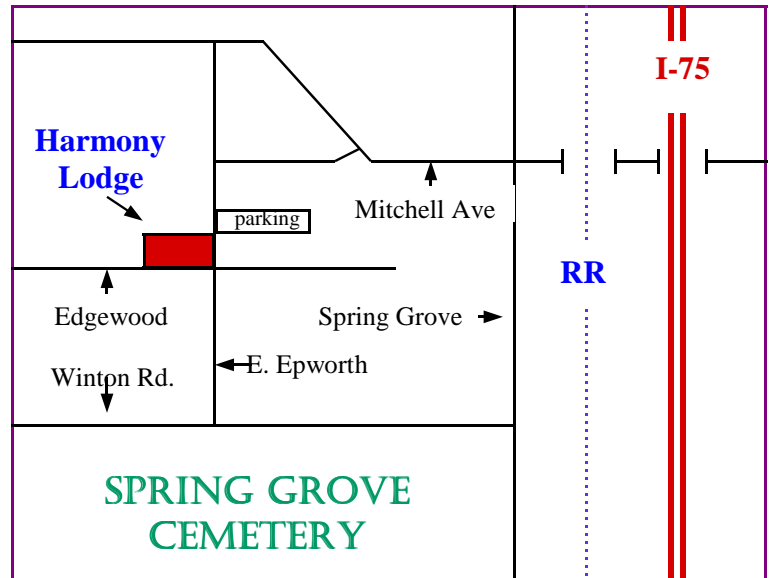 I-75
Harmony
Lodge
Mitchell Ave
parking
RR
Edgewood
Spring Grove
Winton Rd.
E. Epworth
SPRING GROVE
CEMETERY